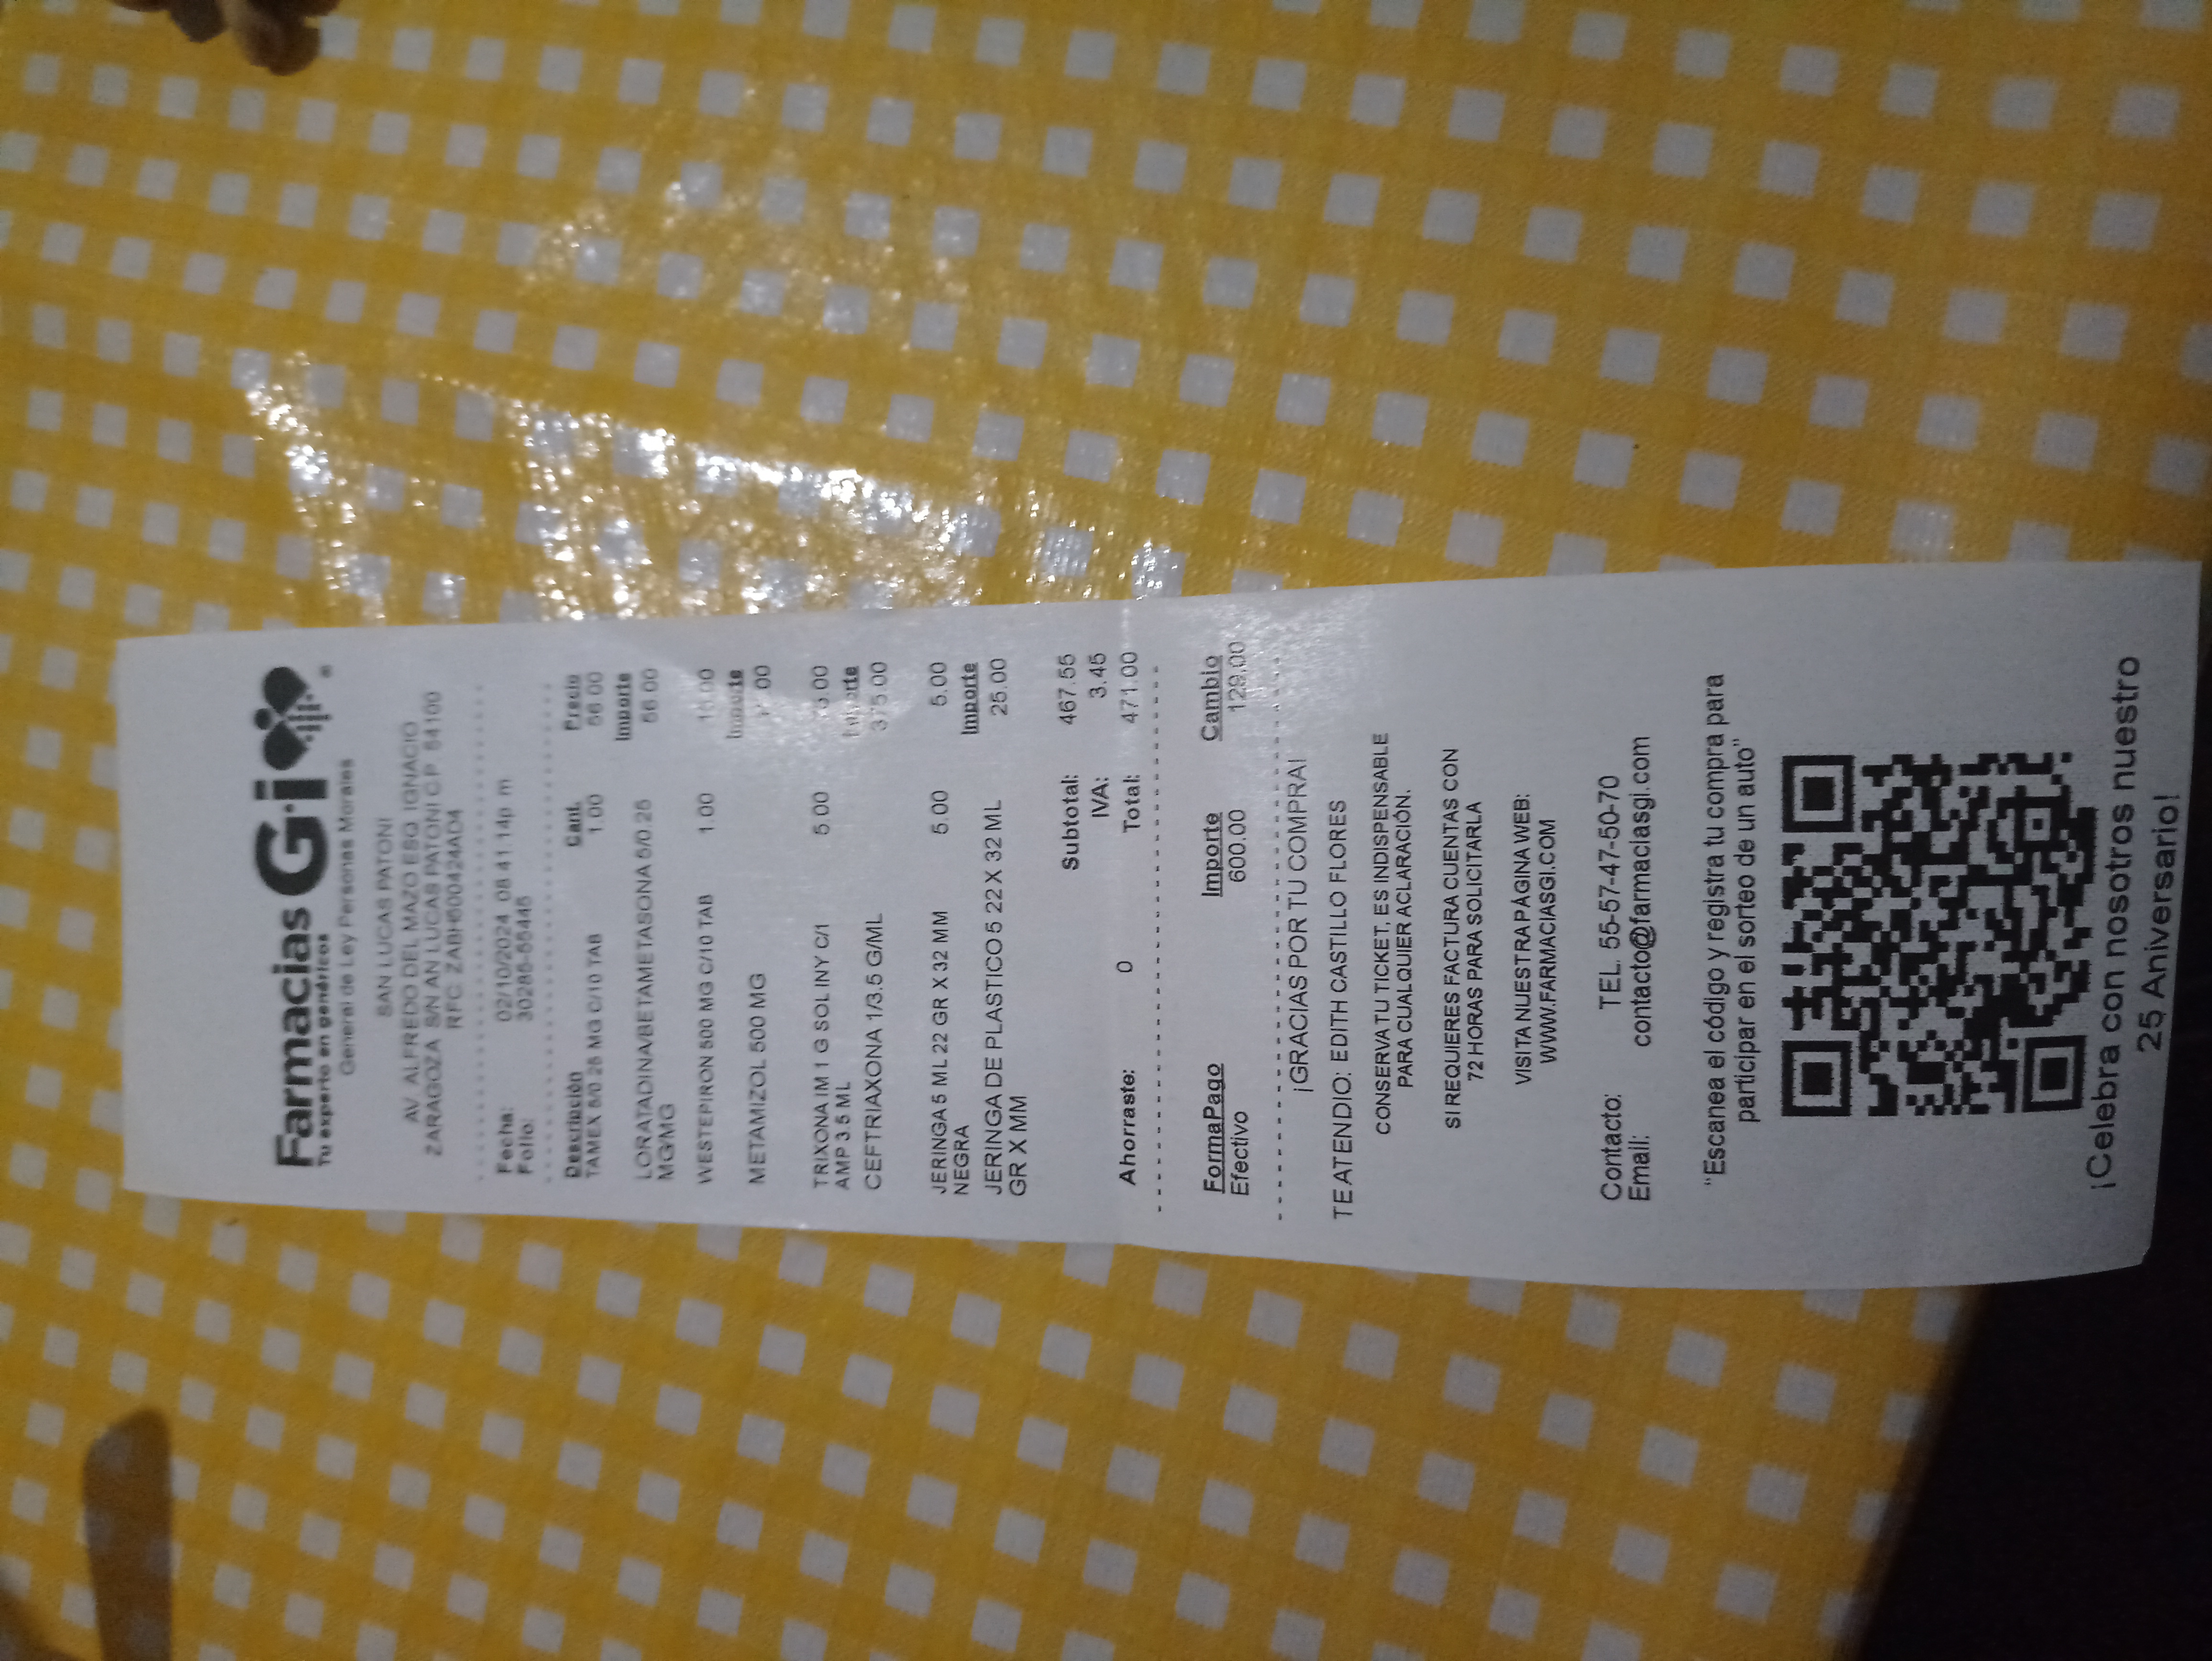 Farmacias Gi ®
Tu experto en genéricos
General de Ley Personas Morales
SAN LUCAS PATONI
AV. ALFREDO DEL MAZO ESQ IGNACIO
ZARAGOZA S/N SAN LUCAS PATONI C.P. 54100
RFC:
Fecha: 02/10/2024 08:41:14p m
Folio:
Descripción Cant. Precio
TAMEX 5/0.25 MG C/10 TAB 1.00 56.00
Importe
LORATADINA/BETAMETASONA 5/0.25 56.00
MG/MG
WESTEPIRON 500 MG C/10 TAB 1.00
Importe
METAMIZOL 500 MG
TRIXONA IM 1 G SOL INY C/1 5.00
AMP 3.5 ML Importe
CEFTRIAXONA 1/3.5 G/ML 375.00
JERINGA 5 ML 22 GR X 32 MM 5.00 5.00
NEGRA Importe
JERINGA DE PLASTICO 5 22 X 32 ML 25.00
GR X MM
Subtotal: 467.55
IVA: 3.45
Ahorraste: 0 Total: 471.00
FormaPago Importe Cambio
Efectivo 600.00 129.00
¡GRACIAS POR TU COMPRA!
TE ATENDIO: EDITH CASTILLO FLORES
CONSERVA TU TICKET, ES INDISPENSABLE
PARA CUALQUIER ACLARACIÓN.
SI REQUIERES FACTURA CUENTAS CON
72 HORAS PARA SOLICITARLA
VISITA NUESTRA PÁGINA WEB:
WWW.FARMACIASGI.COM
Contacto: TEL. 55-57-47-50-70
Email: contacto@farmaciasgi.com
"Escanea el código y registra tu compra para
participar en el sorteo de un auto"
¡Celebra con nosotros nuestro
25 Aniversario!